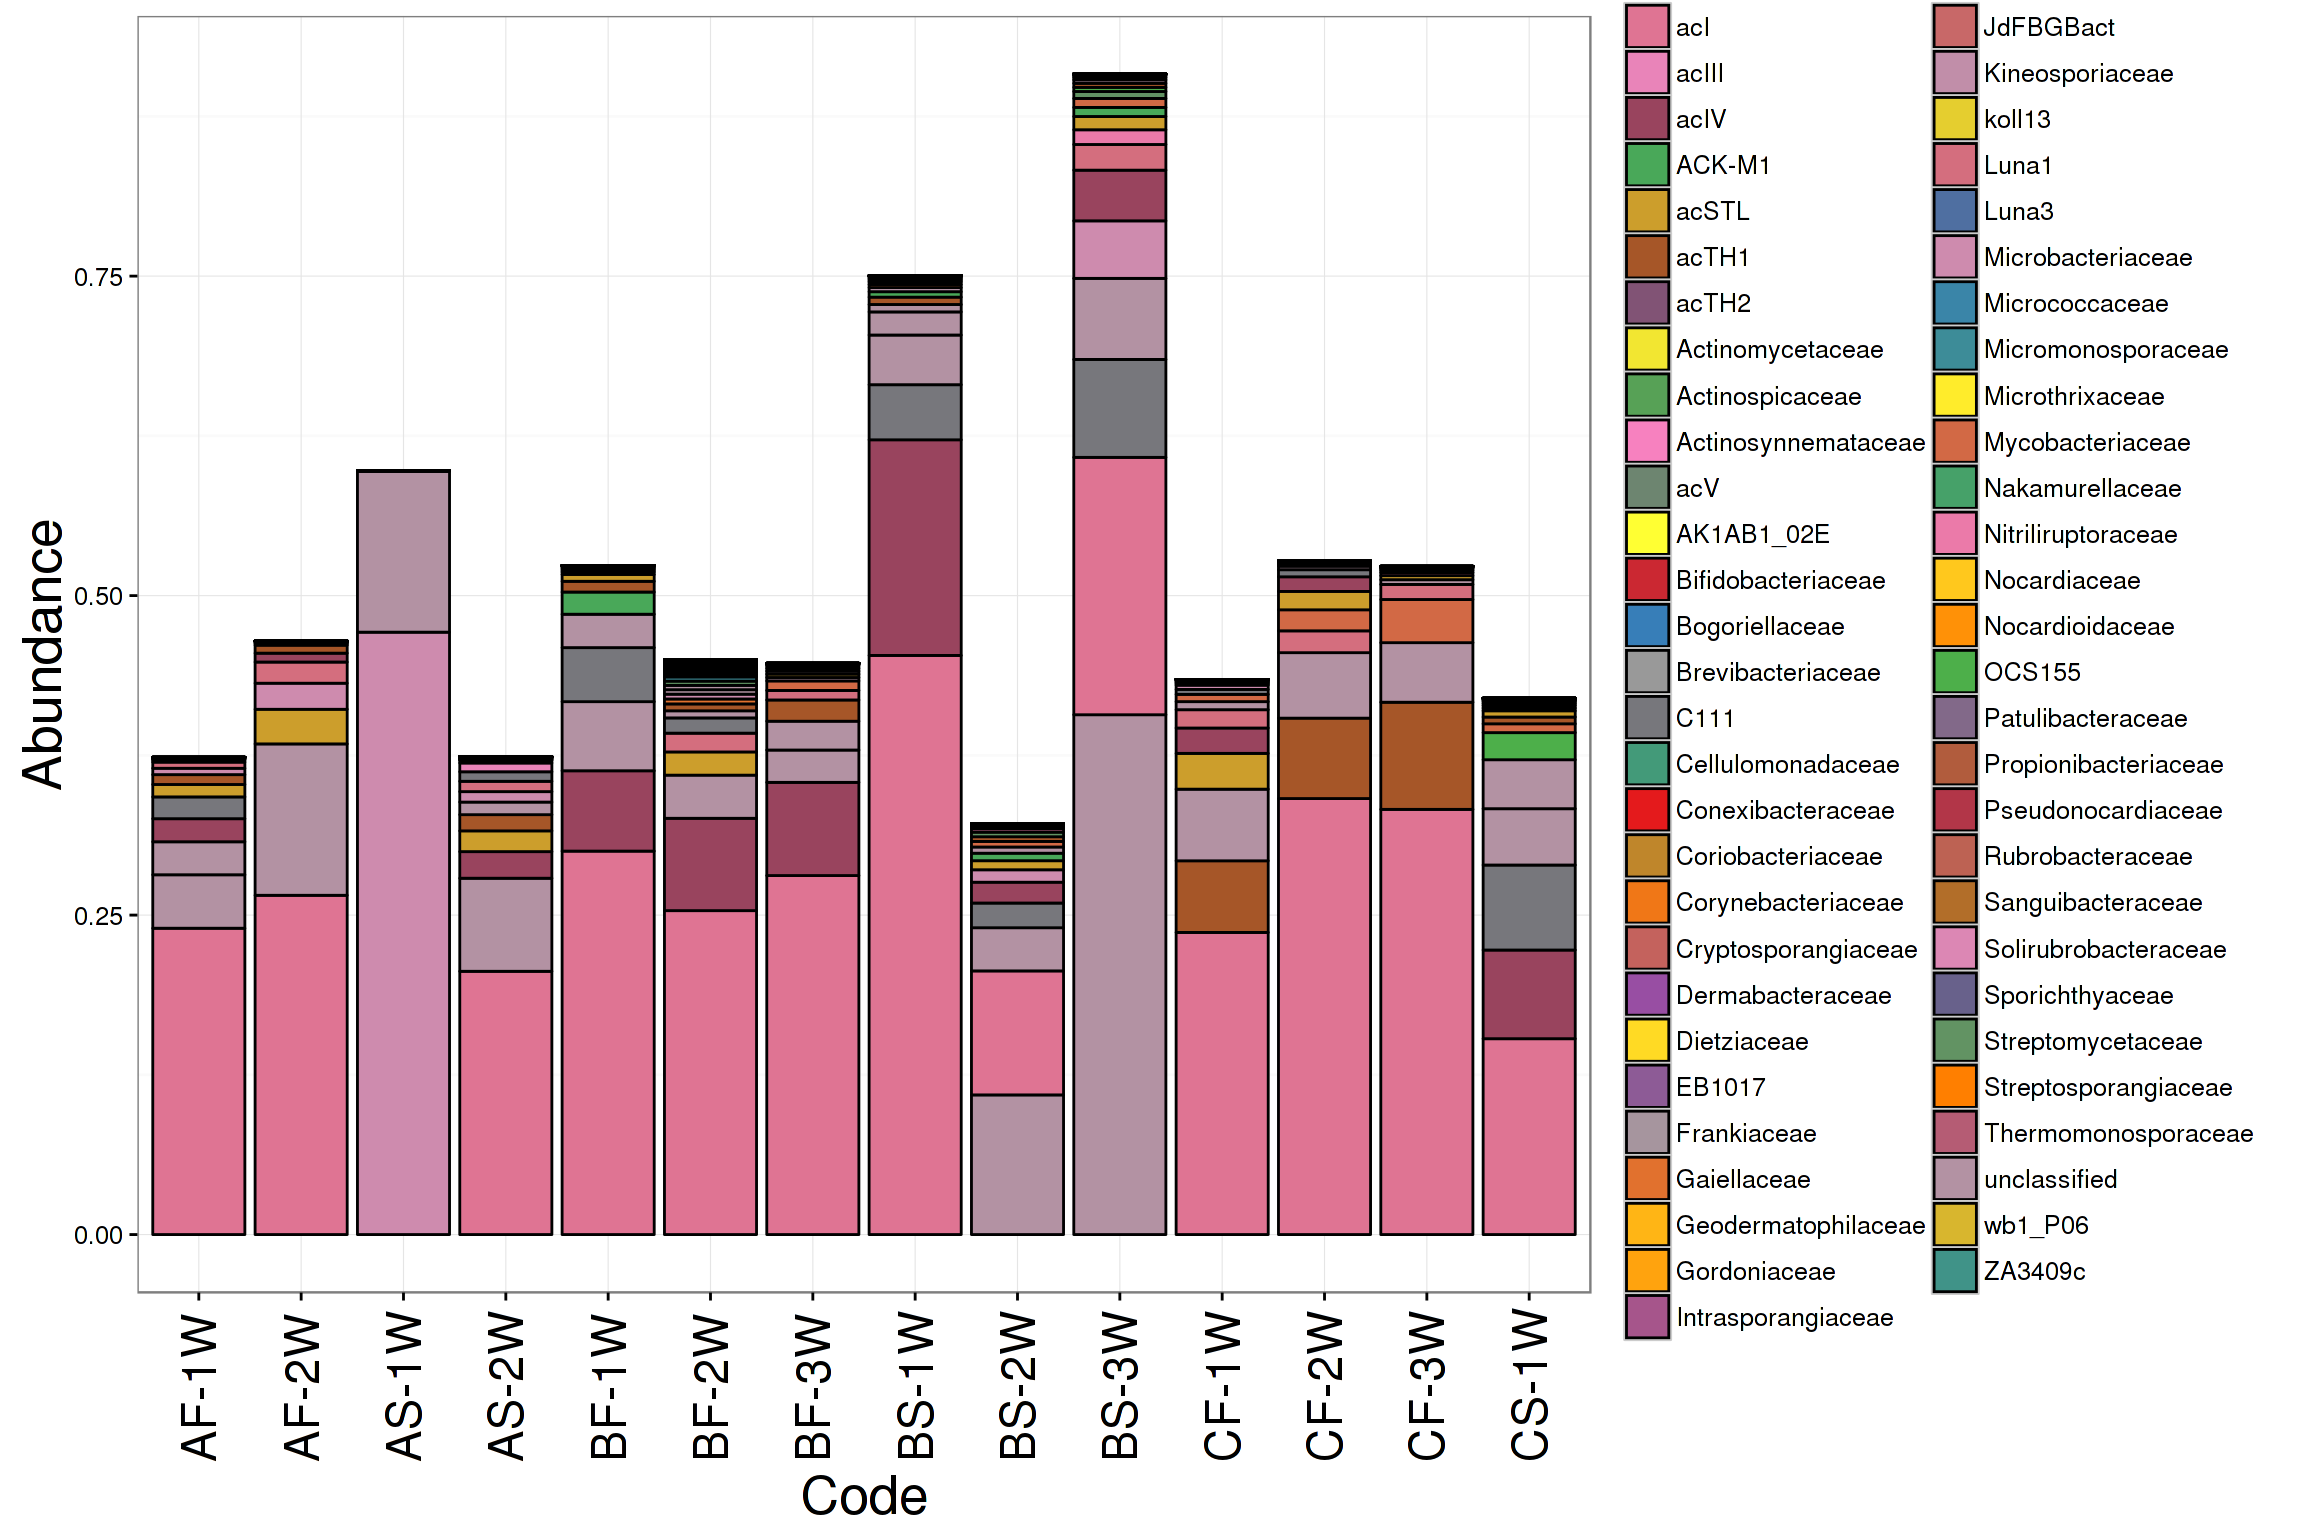 Abundance
0.75
0.50
0.25
0.00
AF-1W
AF-2W
AS-1W
AS-2W
BF-1W
BF-2W
BF-3W
BS-1W
BS-2W
BS-3W
CF-1W
CF-2W
CF-3W
CS-1W
Code
acI
acIII
acIV
ACK-M1
acSTL
acTH1
acTH2
Actinomycetaceae
Actinospicaceae
Actinosynnemataceae
acV
AK1AB1_02E
Bifidobacteriaceae
Bogoriellaceae
Brevibacteriaceae
C111
Cellulomonadaceae
Conexibacteraceae
Coriobacteriaceae
Corynebacteriaceae
Cryptosporangiaceae
Dermabacteraceae
Dietziaceae
EB1017
Frankiaceae
Gaiellaceae
Geodermatophilaceae
Gordoniaceae
Intrasporangiaceae
JdFBGBact
Kineosporiaceae
koll13
Luna1
Luna3
Microbacteriaceae
Micrococcaceae
Micromonosporaceae
Microthrixaceae
Mycobacteriaceae
Nakamurellaceae
Nitriliruptoraceae
Nocardiaceae
Nocardioidaceae
OCS155
Patulibacteraceae
Propionibacteriaceae
Pseudonocardiaceae
Rubrobacteraceae
Sanguibacteraceae
Solirubrobacteraceae
Sporichthyaceae
Streptomycetaceae
Streptosporangiaceae
Thermomonosporaceae
unclassified
wb1_P06
ZA3409c